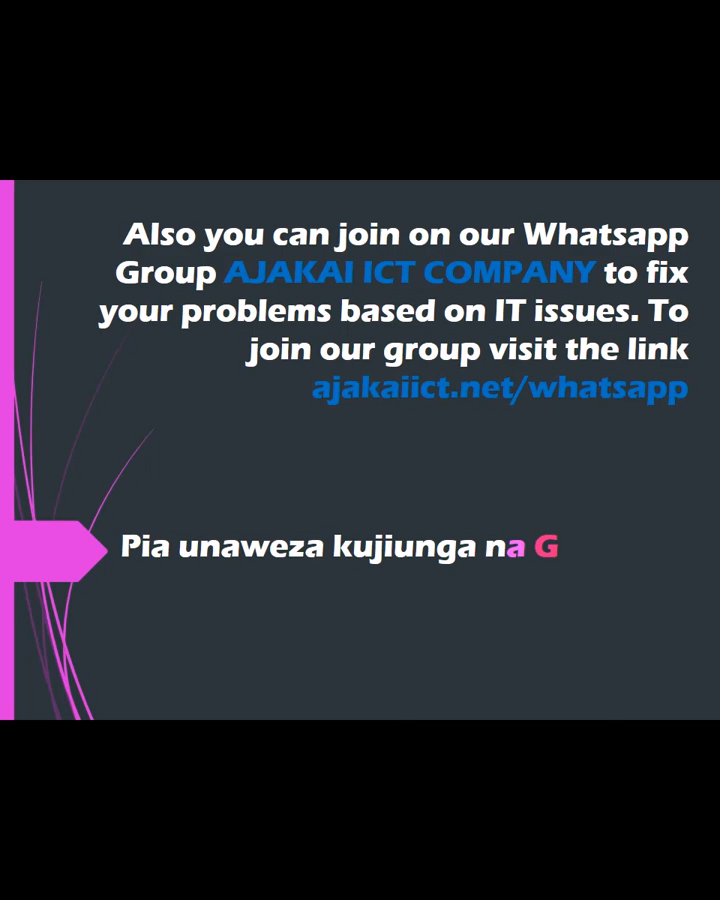 Also you can join on our Whatsapp
Group AJAKAI ICT COMPANY to fix
your problems based on IT issues. To
join our group visit the link
ajakaiict.net/whatsapp
Pia unaweza kujiunga na G